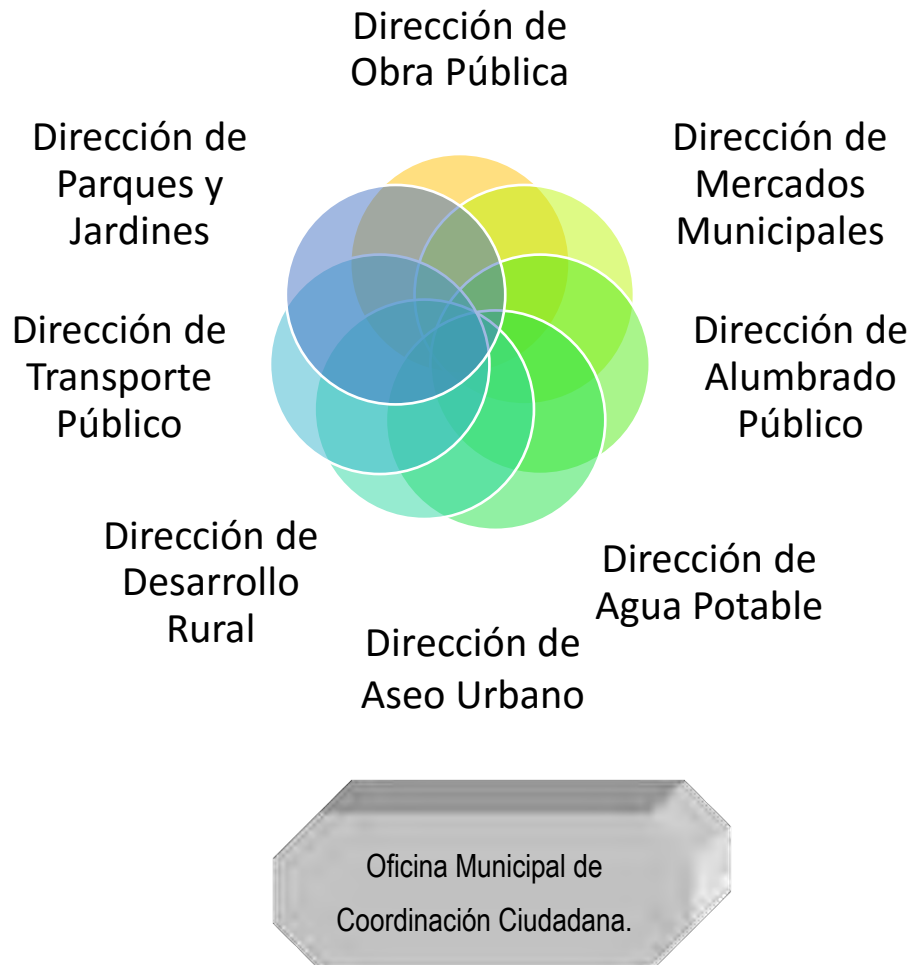 Dirección de
Obra Pública
Dirección de
Parques y
Jardines
Dirección de
Mercados
Municipales
Dirección de
Transporte
Público
Dirección de
Alumbrado
Público
Dirección de
Desarrollo
Rural
Dirección de
Agua Potable
Dirección de
Aseo Urbano
Oficina Municipal de
Coordinación Ciudadana.